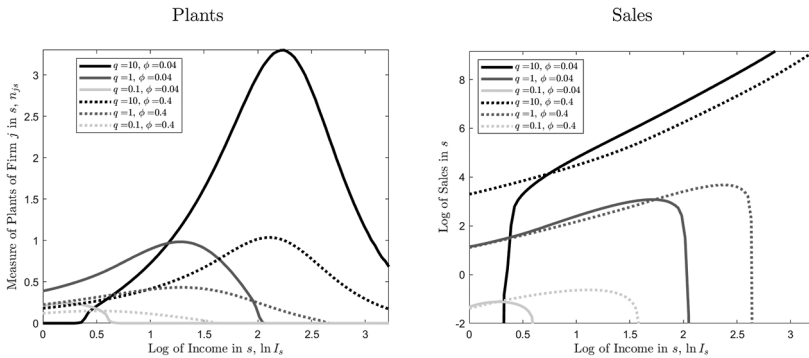 Plants
Measure of Plants of Firm j in s, n_{js}
3
2.5
2
1.5
1
0.5
0
q =10, ϕ =0.04
q =1, ϕ =0.04
q =0.1, ϕ =0.04
q =10, ϕ =0.4
q =1, ϕ =0.4
q =0.1, ϕ =0.4
0 0.5 1 1.5 2 2.5 3
Log of Income in s, ln I_s
Sales
Log of Sales in s
8
6
4
2
0
-2
q =10, ϕ =0.04
q =1, ϕ =0.04
q =0.1, ϕ =0.04
q =10, ϕ =0.4
q =1, ϕ =0.4
q =0.1, ϕ =0.4
0 0.5 1 1.5 2 2.5 3
Log of Income in s, ln I_s